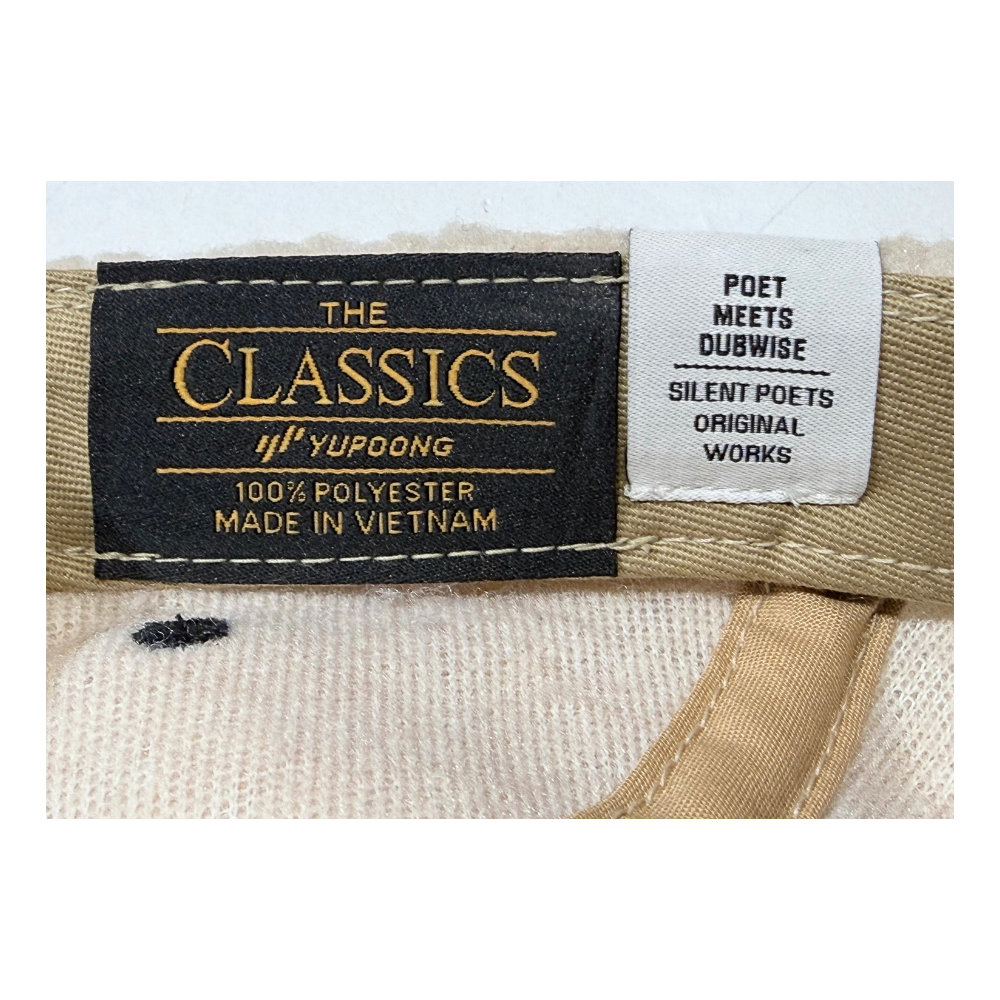 THE
CLASSICS
YUPOONG
100% POLYESTER
MADE IN VIETNAM
POET
MEETS
DUBWISE
SILENT POETS
ORIGINAL
WORKS